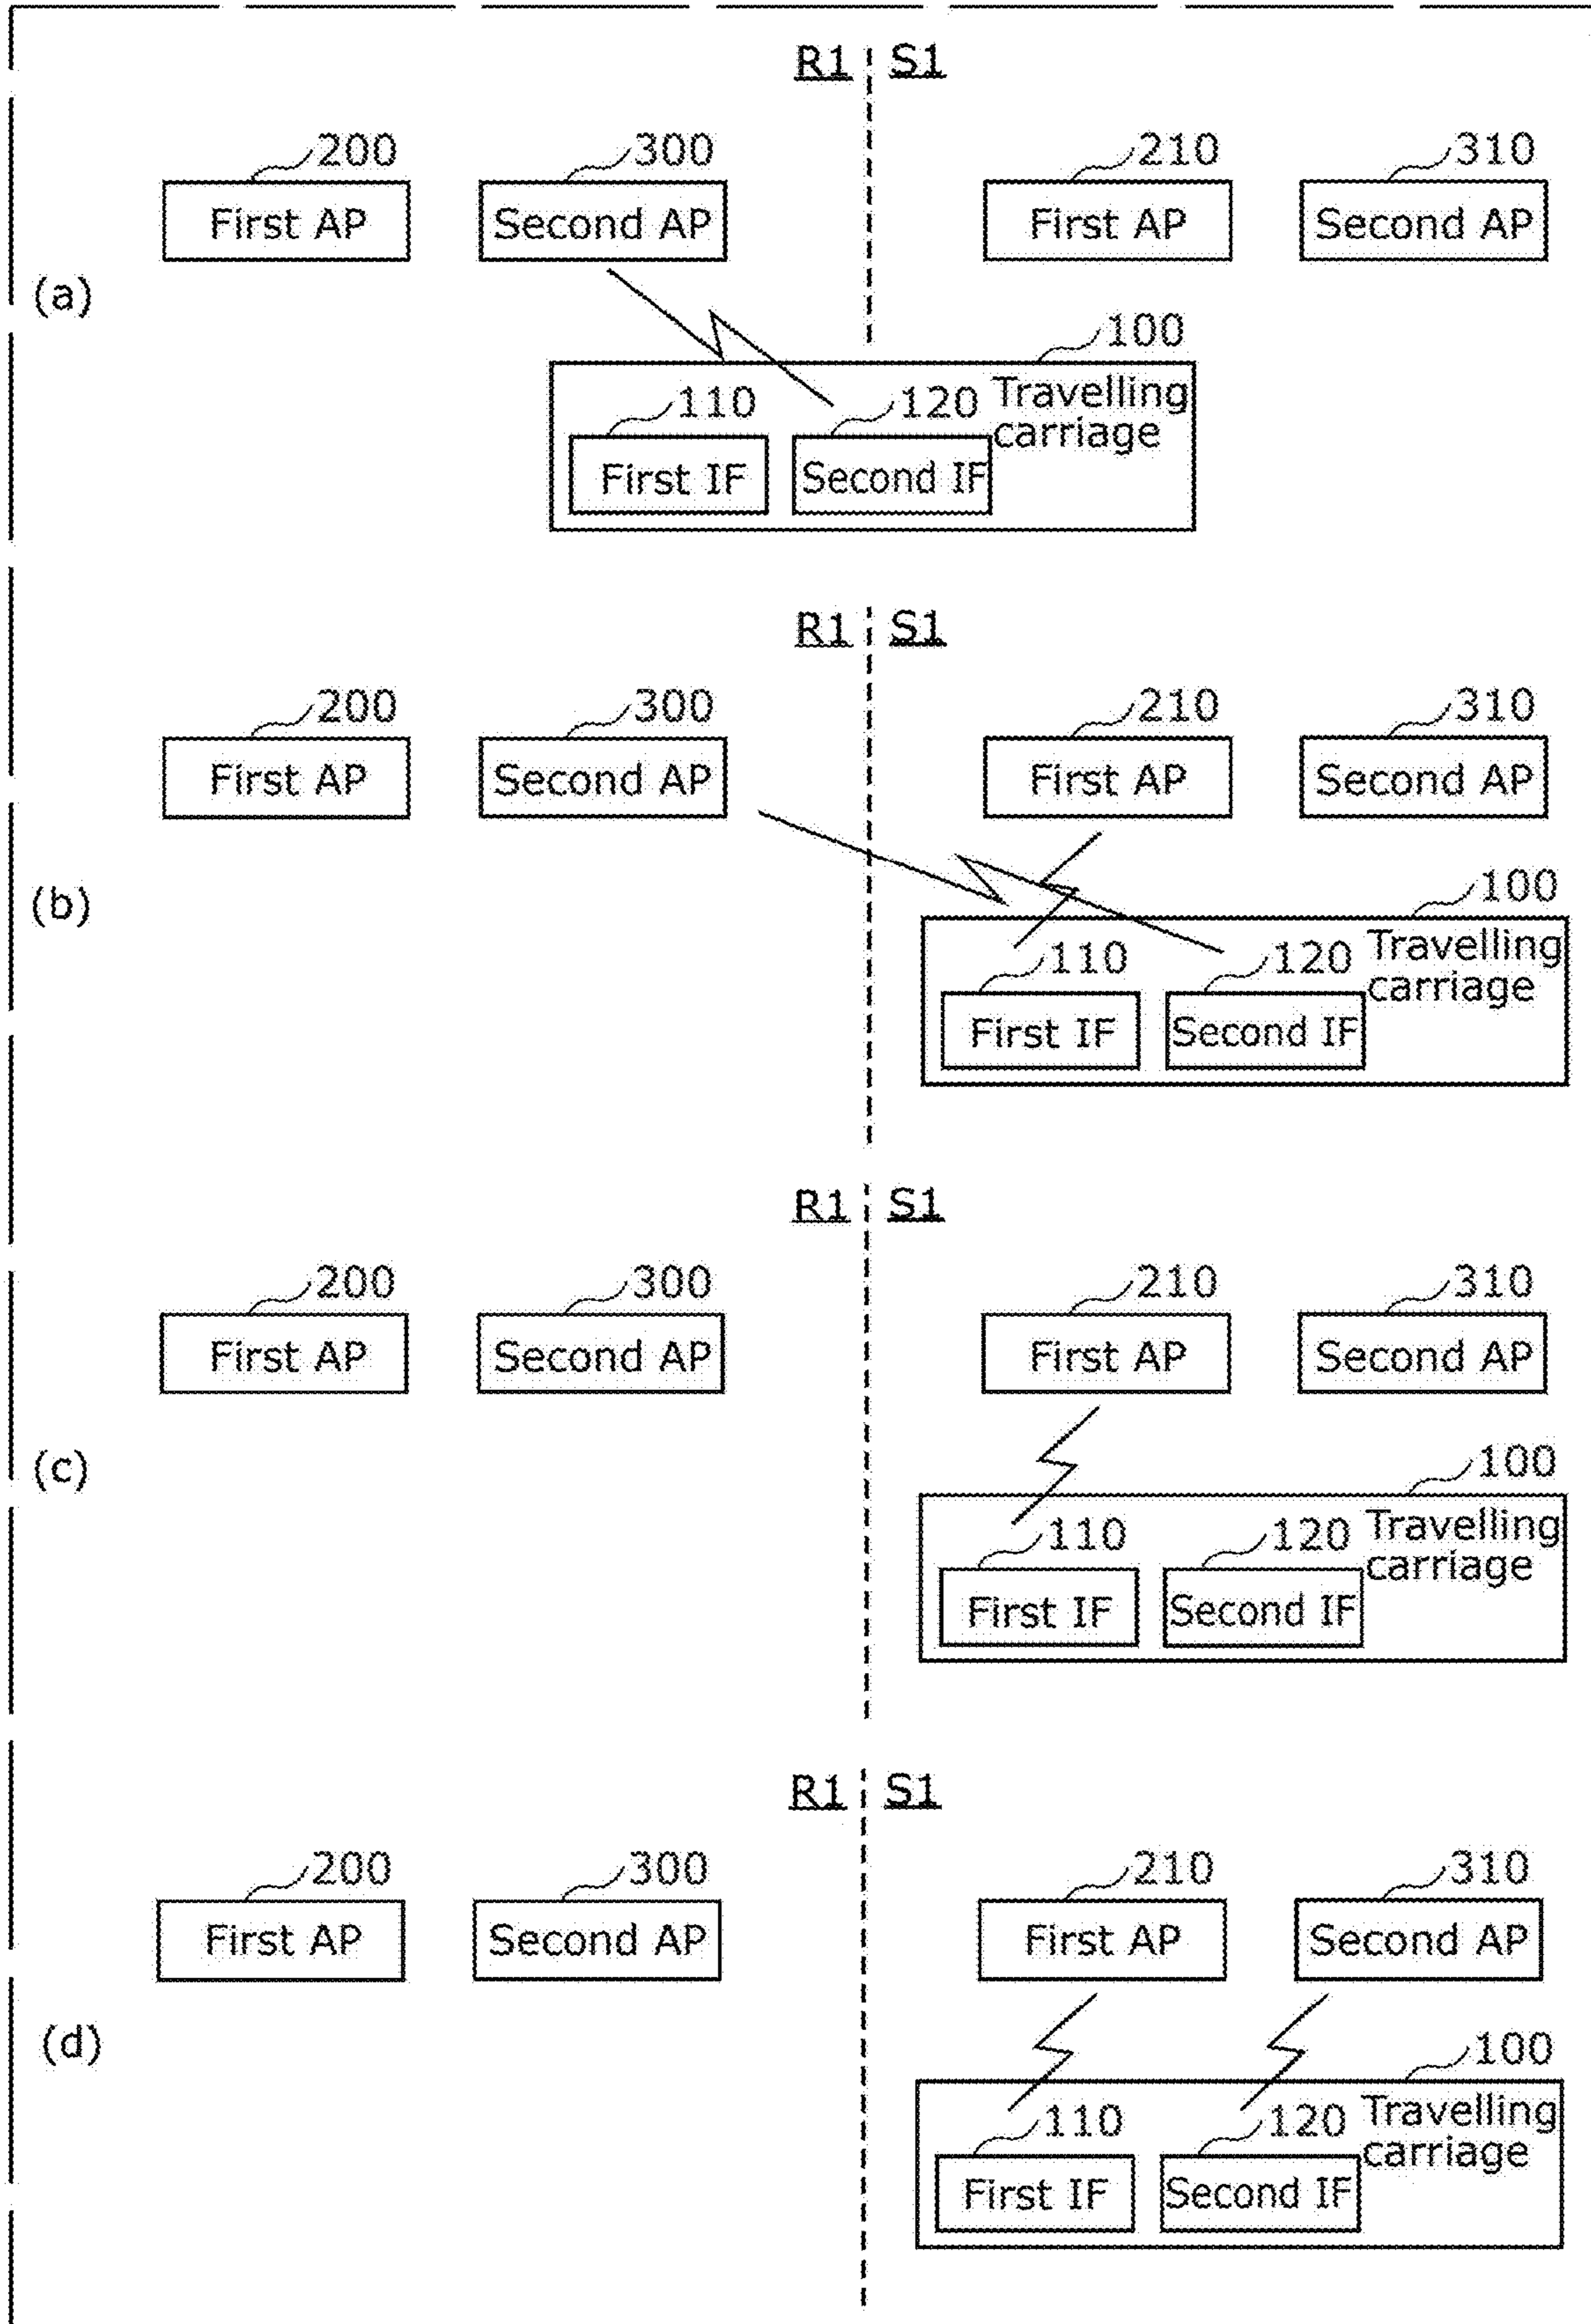 R1 S1
200 300 210 310
First AP Second AP First AP Second AP
(a)
100
110 120 Travelling
carriage
First IF Second IF
R1 S1
200 300 210 310
First AP Second AP First AP Second AP
(b)
100
110 120 Travelling
carriage
First IF Second IF
R1 S1
200 300 210 310
First AP Second AP First AP Second AP
(c)
100
110 120 Travelling
carriage
First IF Second IF
R1 S1
200 300 210 310
First AP Second AP First AP Second AP
(d)
100
110 120 Travelling
carriage
First IF Second IF